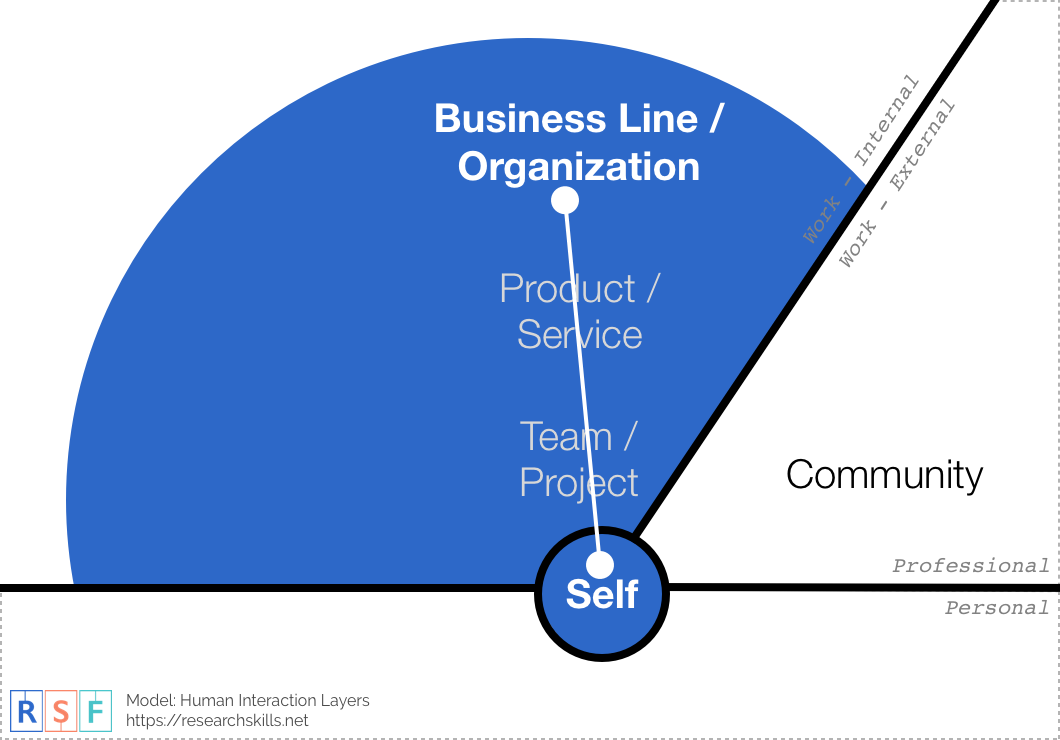 Business Line /
Organization
Work - Internal
Work - External
Product /
Service
Team /
Project
Community
Professional
Self
Personal
R S F
Model: Human Interaction Layers
https://researchskills.net